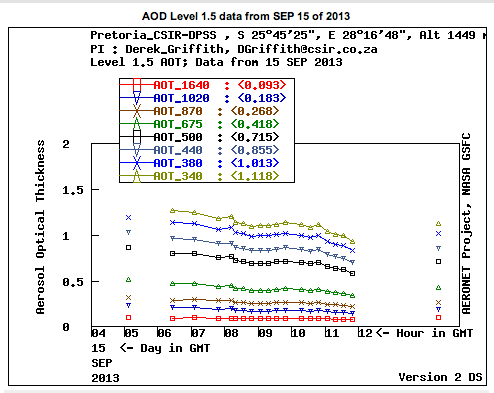 AOD Level 1.5 data from SEP 15 of 2013
Pretoria_CSIR-DPSS , S 25°45'25", E 28°16'48", Alt 1449 m,
PI : Derek_Griffith, DGriffith@csir.co.za
Level 1.5 AOT; Data from 15 SEP 2013
AOT_1640 : <0.093>
AOT_1020 : <0.183>
AOT_870 : <0.268>
AOT_675 : <0.418>
AOT_500 : <0.715>
AOT_440 : <0.855>
AOT_380 : <1.013>
AOT_340 : <1.118>
Aerosol Optical Thickness
2
1.5
1
0.5
0
AERONET Project, NASA GSFC
04 05 06 07 08 09 10 11 12 <- Hour in GMT
15 <- Day in GMT
SEP
2013
Version 2 DS